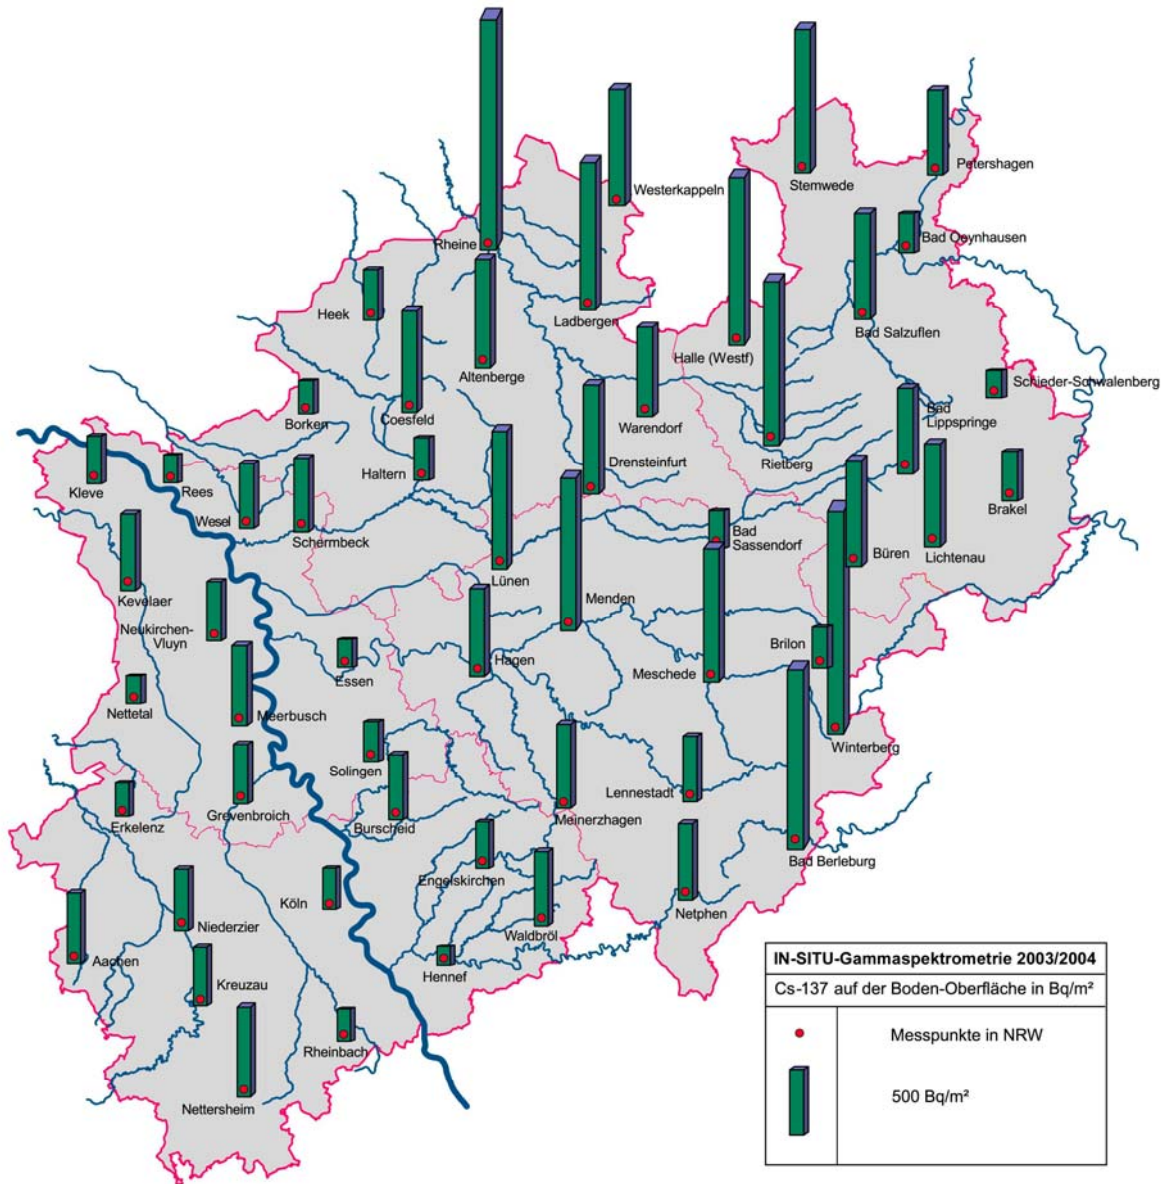 Westerkappeln
Stemwede
Petershagen
Rheine
Bad Oeynhausen
Heek
Ladbergen
Bad Salzuflen
Halle (Westf)
Altenberge
Schieder-Schwalenberg
Borken
Coesfeld
Warendorf
Bad
Lippspringe
Rietberg
Drensteinfurt
Haltern
Kleve
Rees
Wesel
Schermbeck
Brakel
Bad
Sassendorf
Büren
Lichtenau
Lünen
Kevelaer
Menden
Neukirchen-
Vluyn
Brilon
Essen
Hagen
Meschede
Nettetal
Meerbusch
Winterberg
Solingen
Lennestadt
Grevenbroich
Burscheid
Meinerzhagen
Erkelenz
Bad Berleburg
Engelskirchen
Köln
Netphen
Niederzier
Waldbröl
Aachen
Hennef
Kreuzau
Rheinbach
Nettersheim
IN-SITU-Gammaspektrometrie 2003/2004
Cs-137 auf der Boden-Oberfläche in Bq/m²
Messpunkte in NRW
500 Bq/m²